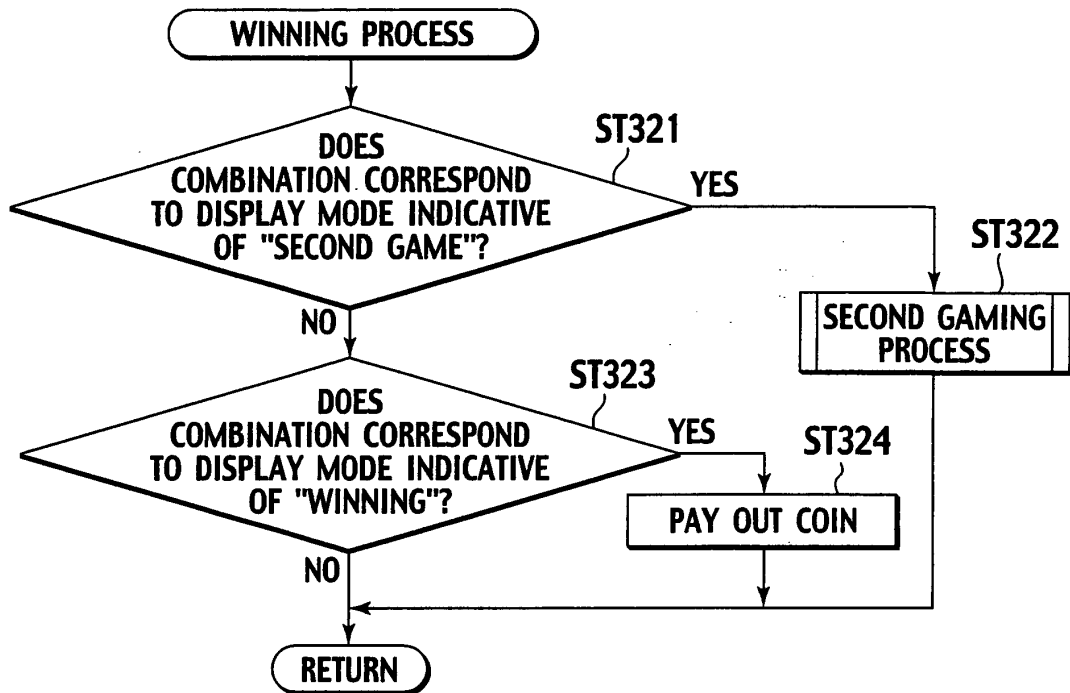 WINNING PROCESS
ST321
DOES
COMBINATION CORRESPOND
TO DISPLAY MODE INDICATIVE
OF "SECOND GAME"?
YES
ST322
SECOND GAMING
PROCESS
NO
ST323
DOES
COMBINATION CORRESPOND
TO DISPLAY MODE INDICATIVE
OF "WINNING"?
YES
ST324
PAY OUT COIN
NO
RETURN